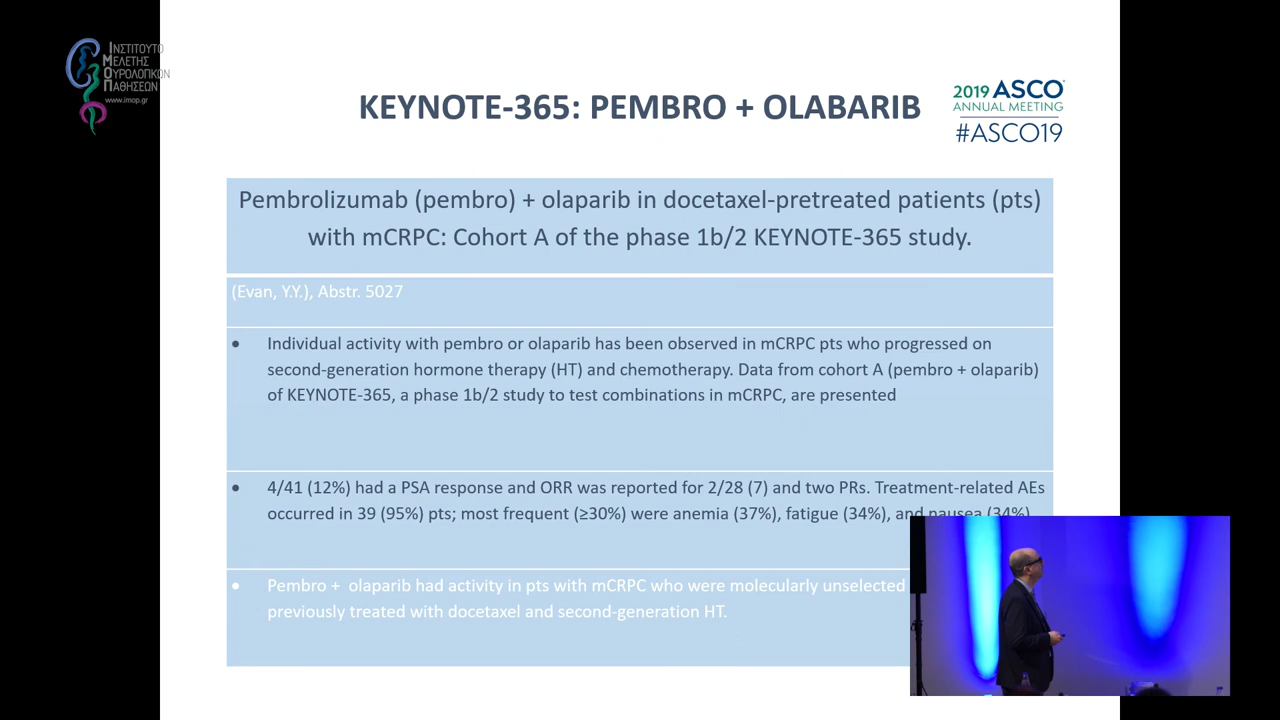 ΙΝΣΤΙΤΟΥΤΟ
ΜΕΛΕΤΗΣ
ΟΥΡΟΛΟΓΙΚΩΝ
ΠΑΘΗΣΕΩΝ
www.imop.gr
KEYNOTE-365: PEMBRO + OLABARIB
2019 ASCO
ANNUAL MEETING
#ASCO19
Pembrolizumab (pembro) + olaparib in docetaxel-pretreated patients (pts)
with mCRPC: Cohort A of the phase 1b/2 KEYNOTE-365 study.
(Evan, Y.Y.), Abstr. 5027
• Individual activity with pembro or olaparib has been observed in mCRPC pts who progressed on
second-generation hormone therapy (HT) and chemotherapy. Data from cohort A (pembro + olaparib)
of KEYNOTE-365, a phase 1b/2 study to test combinations in mCRPC, are presented
• 4/41 (12%) had a PSA response and ORR was reported for 2/28 (7) and two PRs. Treatment-related AEs
occurred in 39 (95%) pts; most frequent (≥30%) were anemia (37%), fatigue (34%), and nausea (34%)
• Pembro + olaparib had activity in pts with mCRPC who were molecularly unselected
previously treated with docetaxel and second-generation HT.